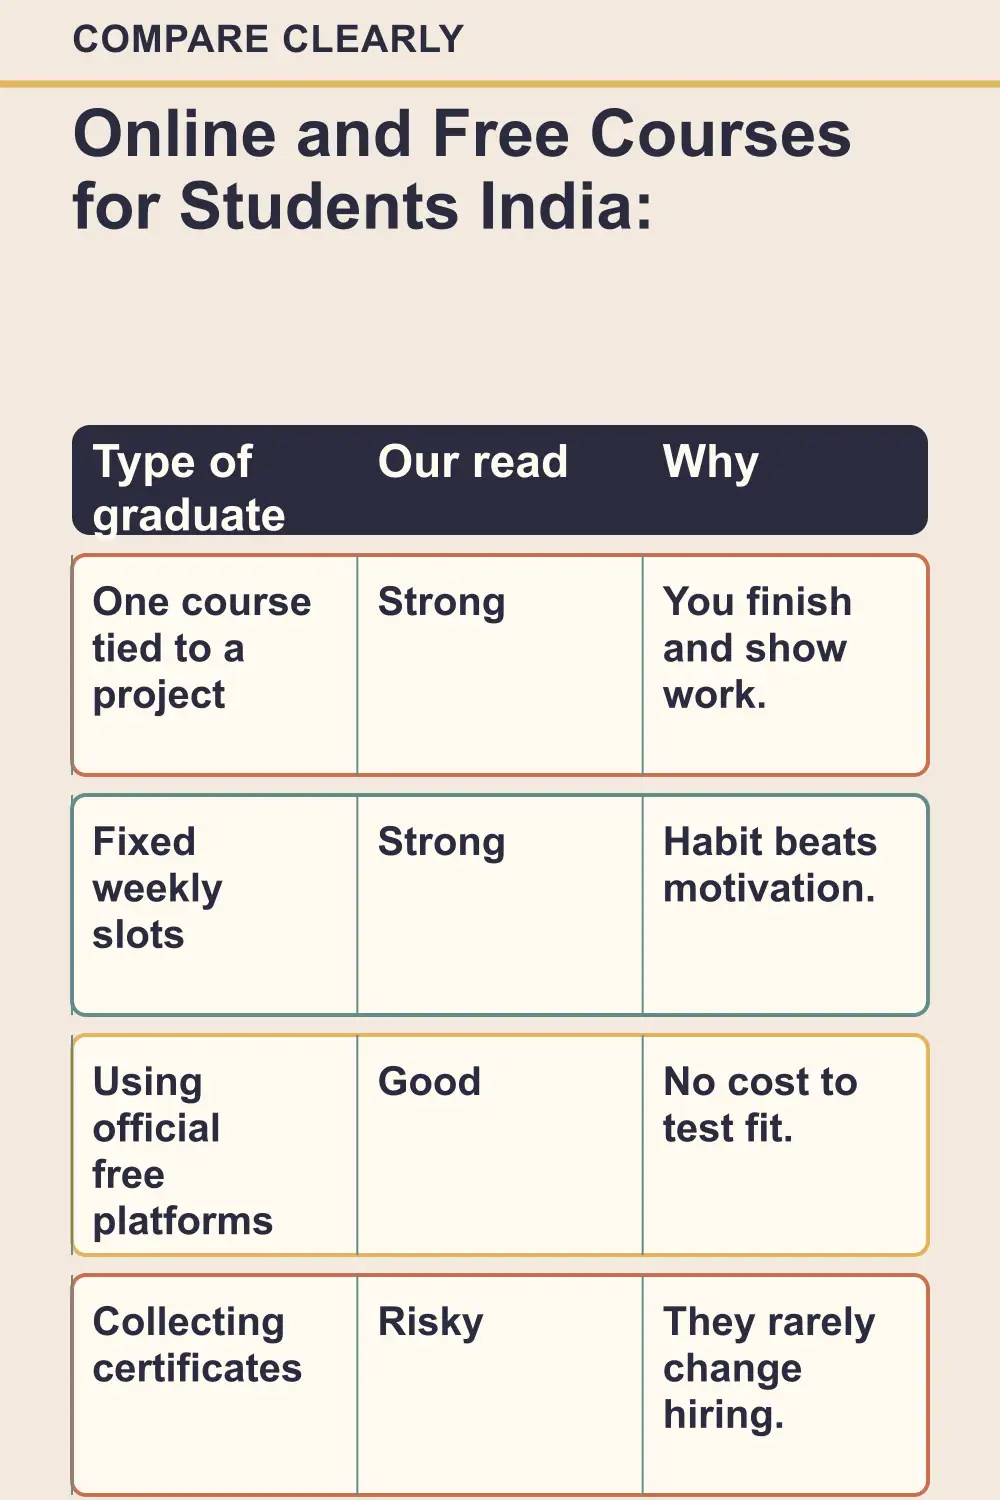 COMPARE CLEARLY
Online and Free Courses
for Students India:
Type of
graduate
Our read
Why
One course
tied to a
project
Strong
You finish
and show
work.
Fixed
weekly
slots
Strong
Habit beats
motivation.
Using
official
free
platforms
Good
No cost to
test fit.
Collecting
certificates
Risky
They rarely
change
hiring.